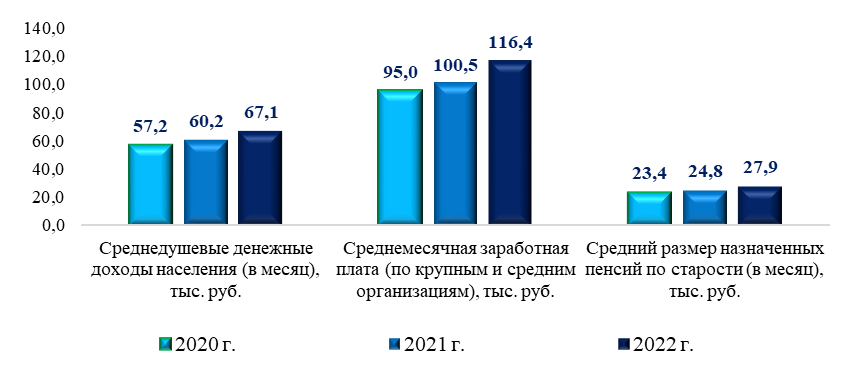 140,0
120,0
100,0
80,0
60,0
40,0
20,0
0,0
57,2
60,2
67,1
95,0
100,5
116,4
23,4
24,8
27,9
Среднедушевые денежные
доходы населения (в месяц),
тыс. руб.
Среднемесячная заработная
плата (по крупным и средним
организациям), тыс. руб.
Средний размер назначенных
пенсий по старости (в месяц),
тыс. руб.
2020 г.
2021 г.
2022 г.